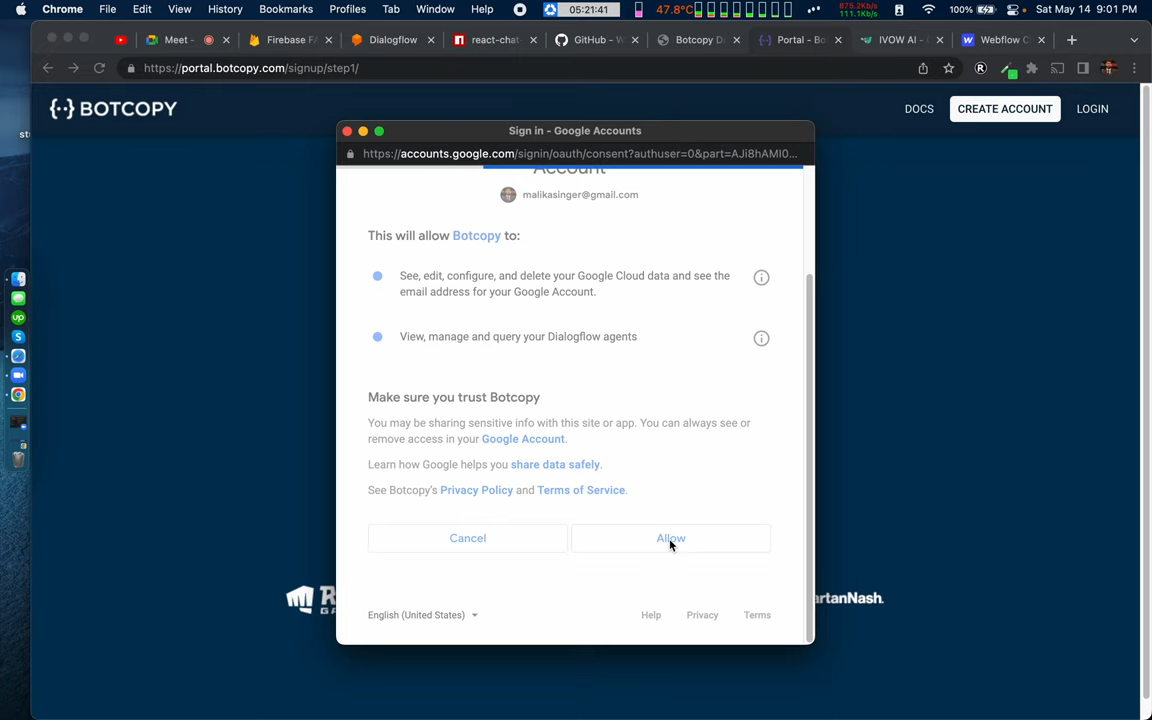 Chrome File Edit View History Bookmarks Profiles Tab Window Help 05:21:41 47.8°C 875.2KB/s 111.1KB/s 100% Sat May 14 9:01 PM
Meet - Firebase F Dialogflow react-chat GitHub - W Botcopy D Portal - Bo IVOW AI - Webflow C
https://portal.botcopy.com/signup/step1/
{··} BOTCOPY DOCS CREATE ACCOUNT LOGIN
Sign in - Google Accounts
https://accounts.google.com/signin/oauth/consent?authuser=0&part=AJi8hAMI0...
Account
malikasinger@gmail.com
This will allow Botcopy to:
See, edit, configure, and delete your Google Cloud data and see the
email address for your Google Account.
View, manage and query your Dialogflow agents
Make sure you trust Botcopy
You may be sharing sensitive info with this site or app. You can always see or
remove access in your Google Account.
Learn how Google helps you share data safely.
See Botcopy's Privacy Policy and Terms of Service.
Cancel Allow
artanNash.
English (United States) Help Privacy Terms